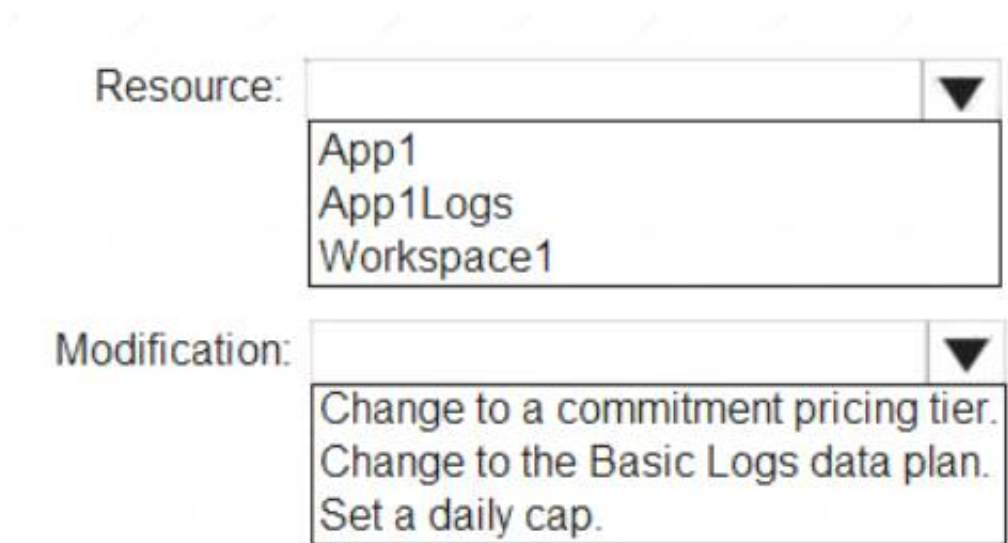 Resource:
App1
App1Logs
Workspace1
Modification:
Change to a commitment pricing tier.
Change to the Basic Logs data plan.
Set a daily cap.